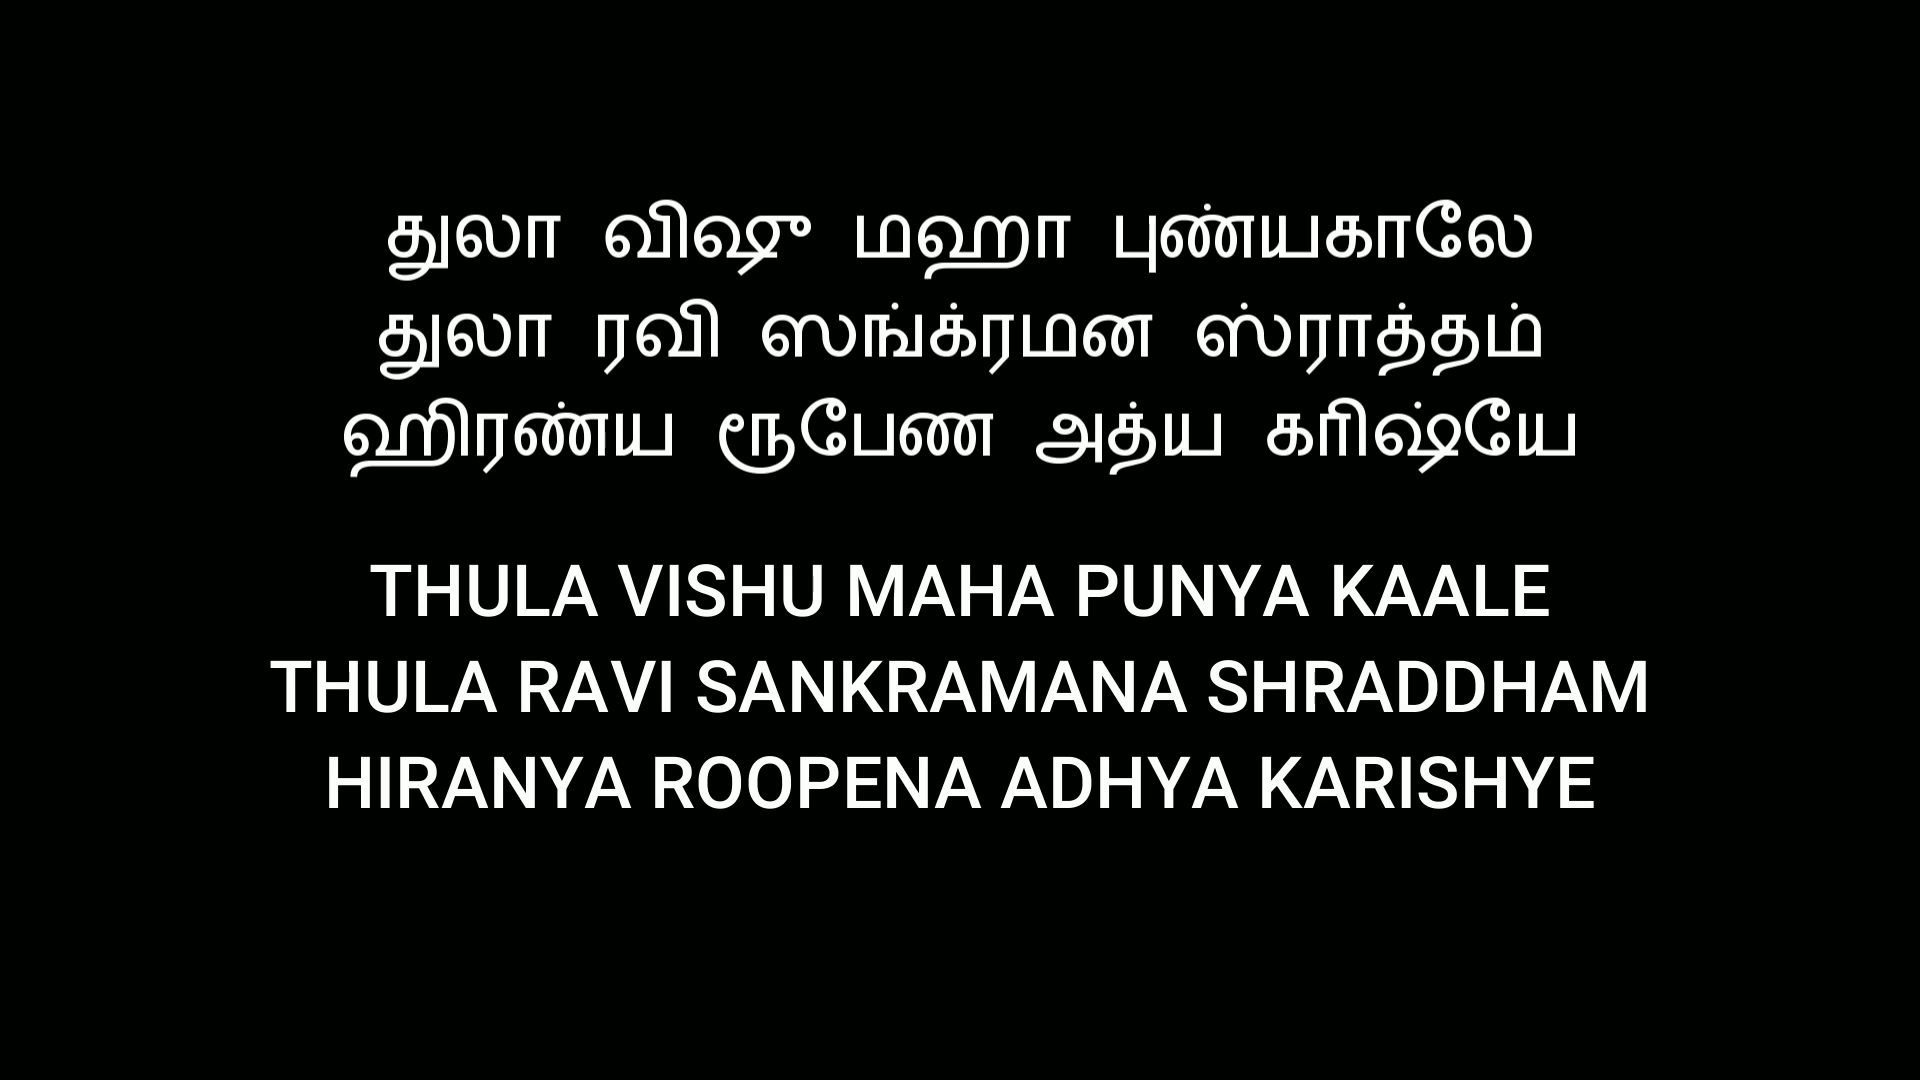 துலா விஷு மஹா புண்யகாலே
துலா ரவி ஸங்க்ரமன ஸ்ராத்தம்
ஹிரண்ய ரூபேண அத்ய கரிஷ்யே
THULA VISHU MAHA PUNYA KAALE
THULA RAVI SANKRAMANA SHRADDHAM
HIRANYA ROOPENA ADHYA KARISHYE